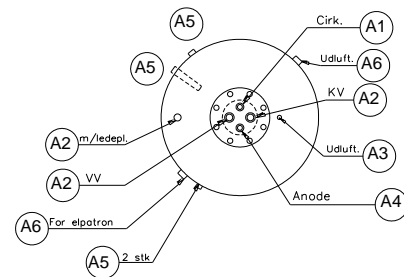 A5
Cirk.
A1
A5
Udluft.
A6
KV
A2
m/ledepl.
A2
Udluft.
A3
VV
A2
Anode
A4
For elpatron
A6
2 stk
A5